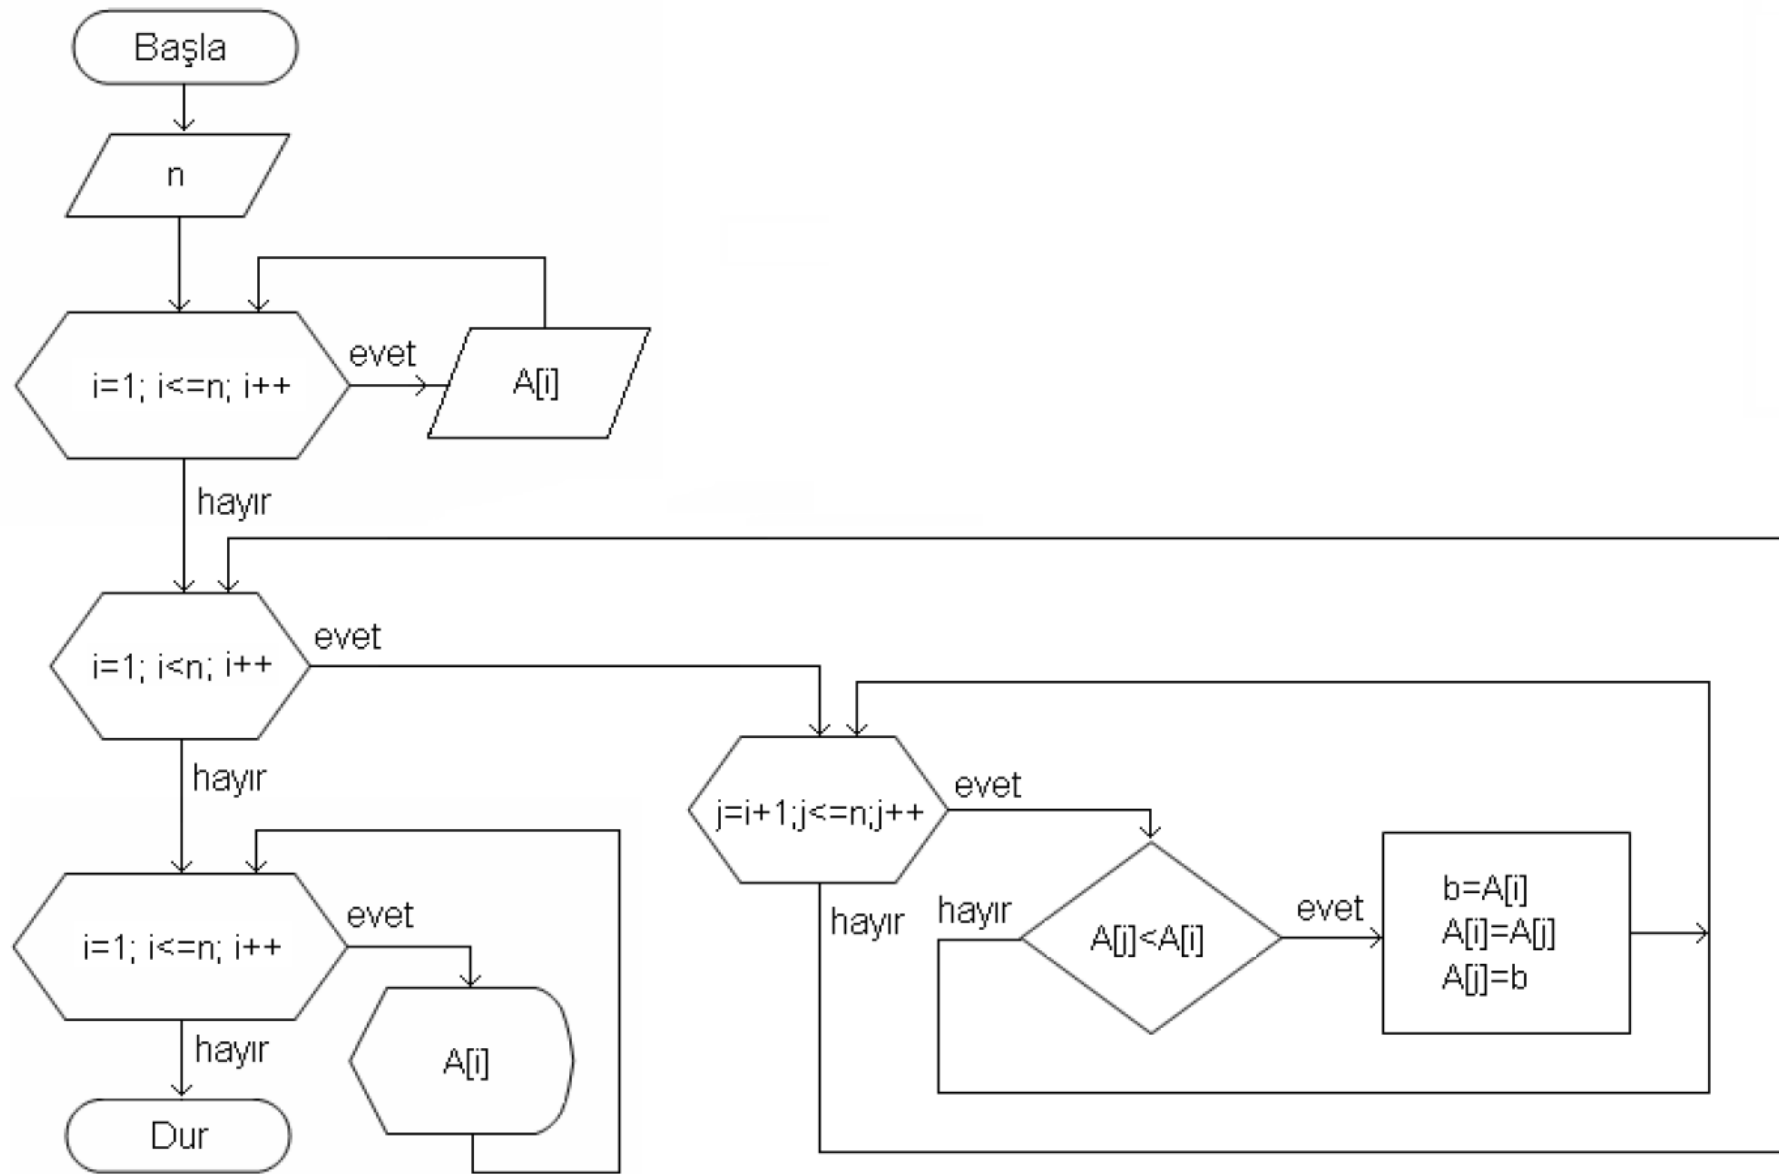 Başla
n
i=1; i<=n; i++
evet
A[i]
hayır
i=1; i<n; i++
evet
hayır
j=i+1;j<=n;j++
evet
hayır
A[j]<A[i]
hayır
evet
b=A[i]
A[i]=A[j]
A[j]=b
i=1; i<=n; i++
evet
A[i]
hayır
Dur